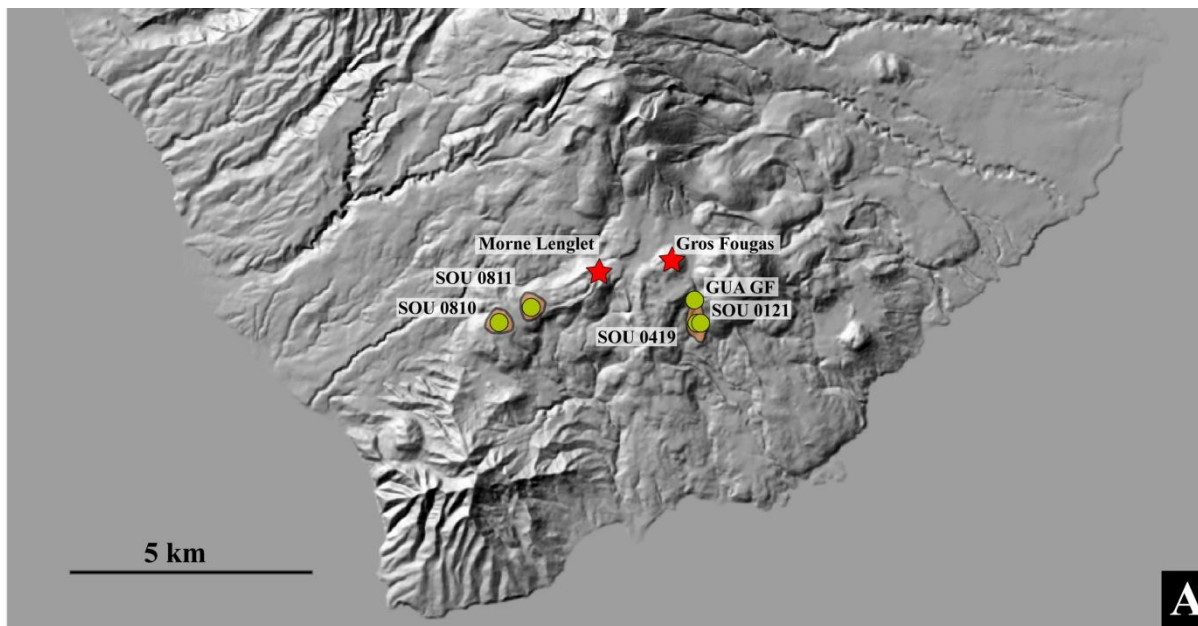 Morne Lenglet
Gros Fougas
SOU 0811
GUA GF
SOU 0810
SOU 0121
SOU 0419
5 km
A